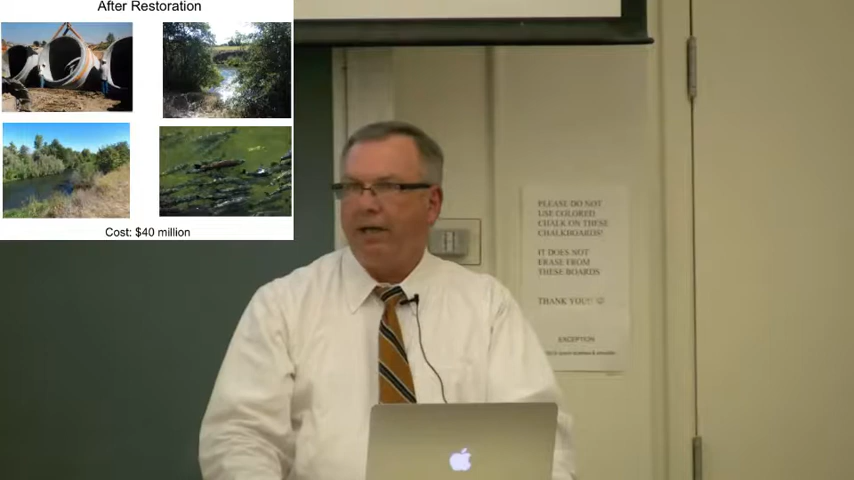 After Restoration
Cost: $40 million
PLEASE DO NOT
USE COLORED
CHALK ON THESE
CHALKBOARDS!
IT DOES NOT
ERASE FROM
THESE BOARDS
THANK YOU!! ☺
EXCEPTION